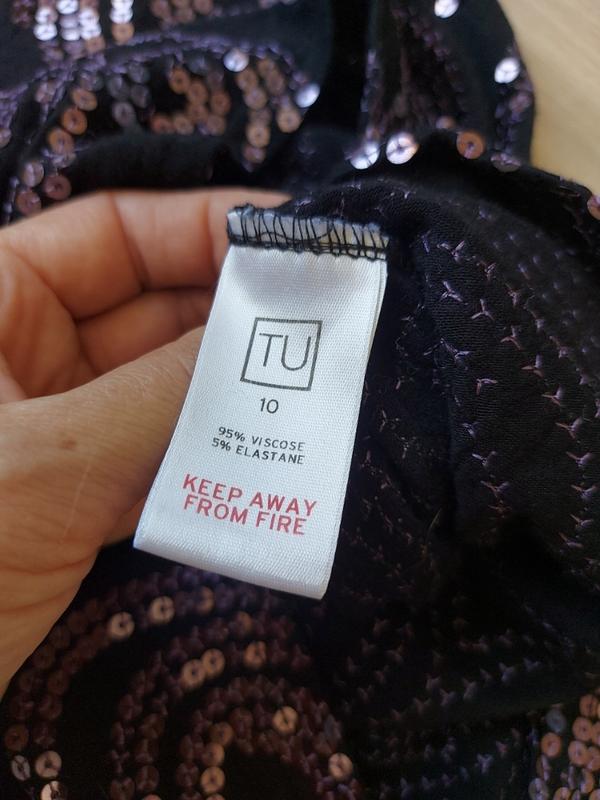 TU
10
95% VISCOSE
5% ELASTANE
KEEP AWAY
FROM FIRE